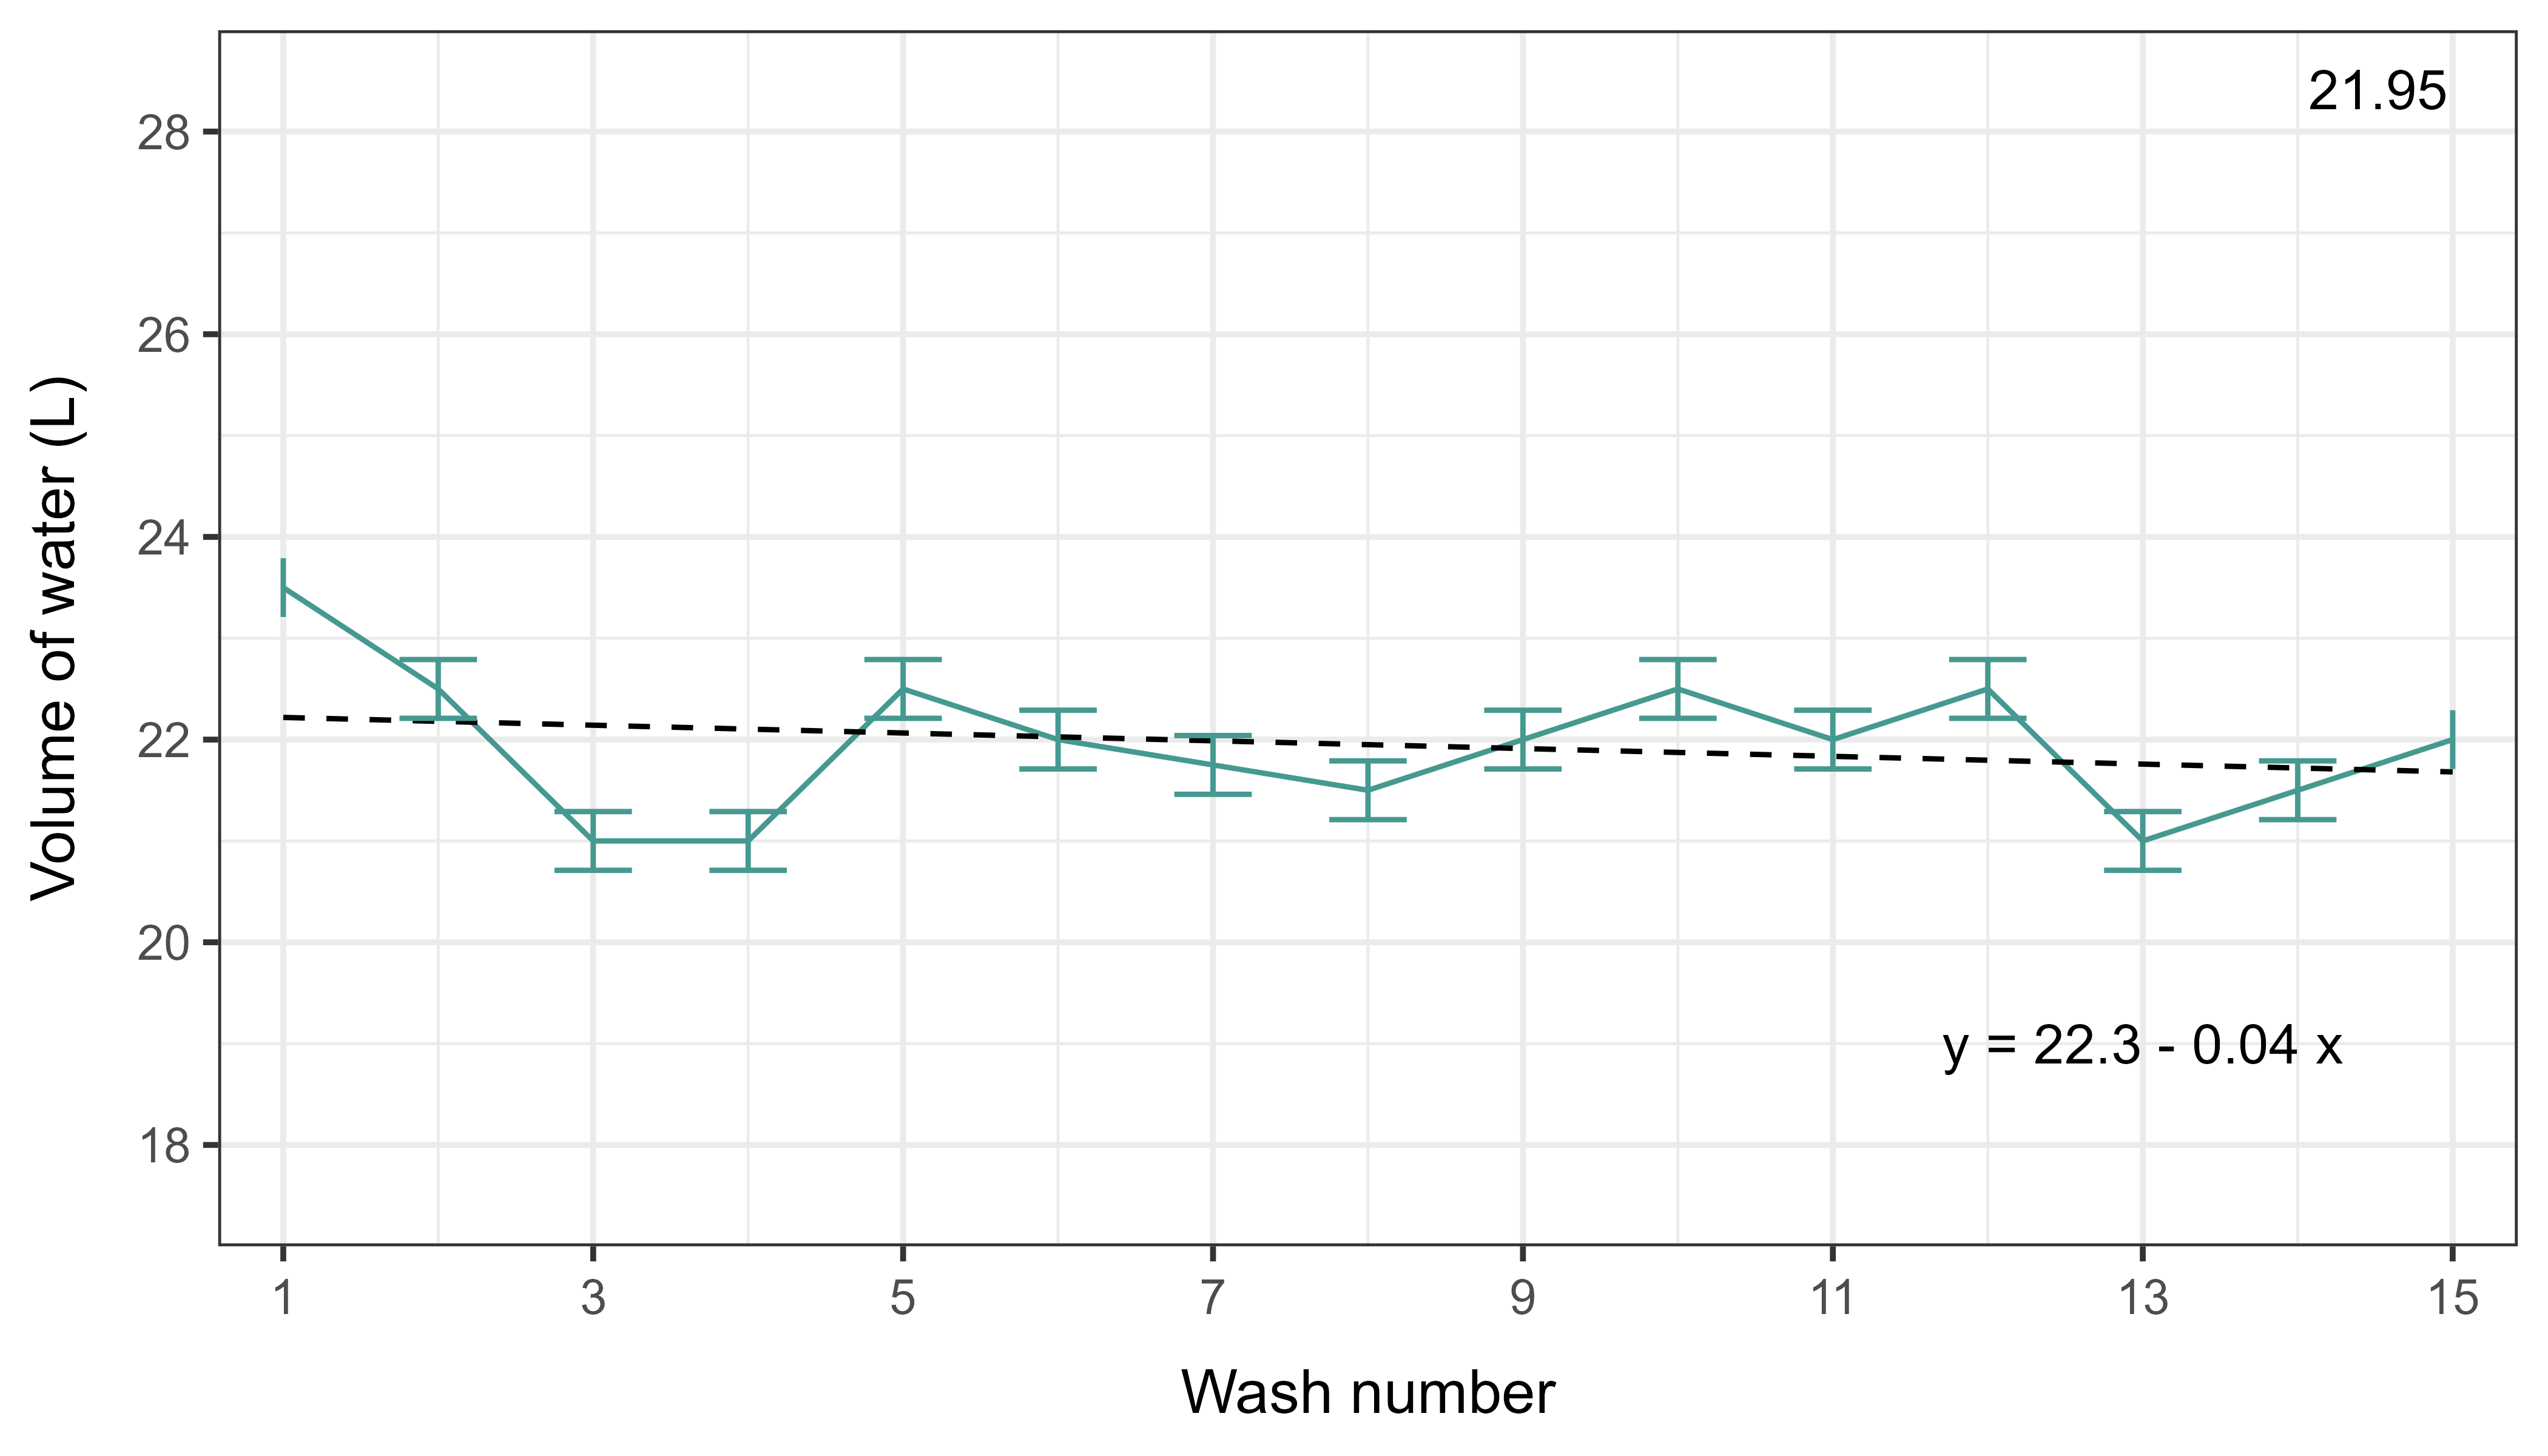 21.95
28
26
24
22
20
18
Volume of water (L)
y = 22.3 - 0.04 x
1 3 5 7 9 11 13 15
Wash number